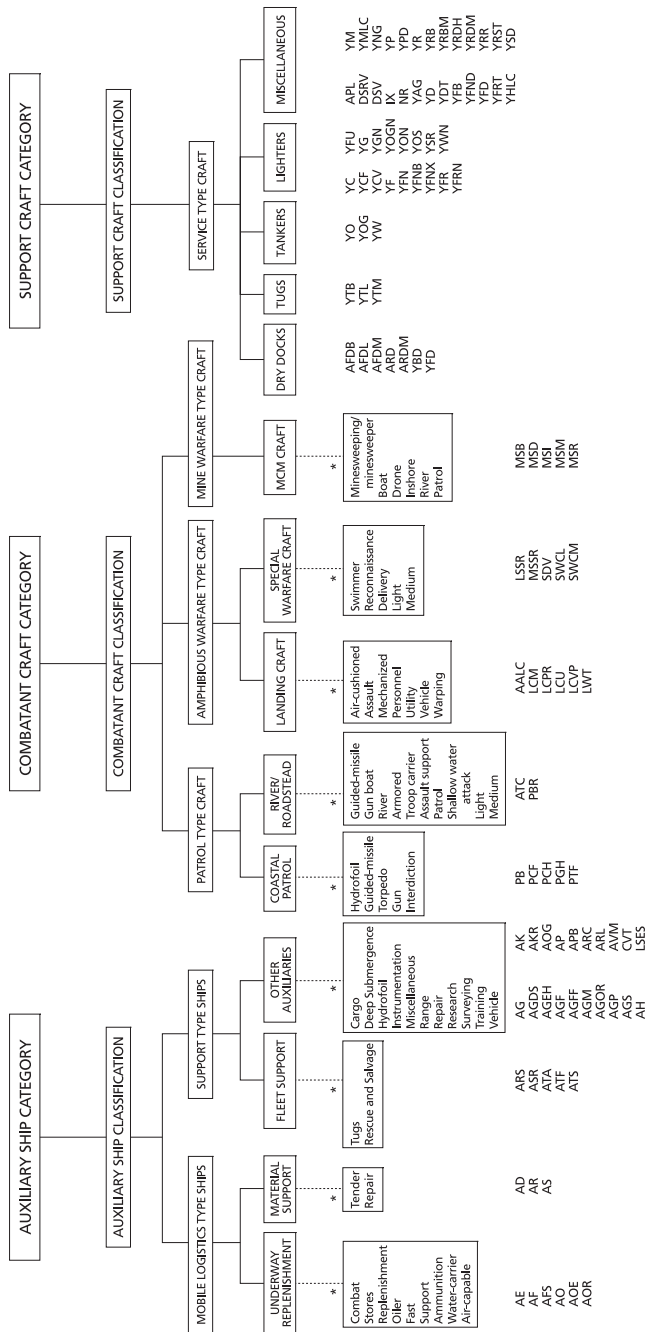 AUXILIARY SHIP CATEGORY
AUXILIARY SHIP CLASSIFICATION
MOBILE LOGISTICS TYPE SHIPS
UNDERWAY
REPLENISHMENT
*
Combat
Stores
Replenishment
Oiler
Fast
Support
Ammunition
Water-carrier
Air-capable
AE
AF
AFS
AO
AOE
AOR
MATERIAL
SUPPORT
*
Tender
Repair
AD
AR
AS
SUPPORT TYPE SHIPS
FLEET SUPPORT
*
Tugs
Rescue and Salvage
ARS
ASR
ATA
ATF
ATS
OTHER
AUXILIARIES
*
Cargo
Deep Submergence
Hydrofoil
Instrumentation
Miscellaneous
Range
Repair
Research
Surveying
Training
Vehicle
AG
AGDS
AGEH
AGF
AGFF
AGM
AGOR
AGP
AGS
AH
AK
AKR
AOG
AP
APB
ARC
ARL
AVM
CVT
LSES
COMBATANT CRAFT CATEGORY
COMBATANT CRAFT CLASSIFICATION
PATROL TYPE CRAFT
COASTAL
PATROL
*
Hydrofoil
Guided-missile
Torpedo
Gun
Interdiction
PB
PCF
PCH
PGH
PTF
RIVER/
ROADSTEAD
*
Guided-missile
Gun boat
River
Armored
Troop carrier
Assault support
Patrol
Shallow water
attack
Light
Medium
ATC
PBR
AMPHIBIOUS WARFARE TYPE CRAFT
LANDING CRAFT
*
Air-cushioned
Assault
Mechanized
Personnel
Utility
Vehicle
Warping
AALC
LCM
LCPR
LCU
LCVP
LWT
SPECIAL
WARFARE CRAFT
*
Swimmer
Reconnaissance
Delivery
Light
Medium
LSSR
MSSR
SDV
SWCL
SWCM
MINE WARFARE TYPE CRAFT
MCM CRAFT
*
Minesweeping/
minesweeper
Boat
Drone
Inshore
River
Patrol
MSB
MSD
MSI
MSM
MSR
SUPPORT CRAFT CATEGORY
SUPPORT CRAFT CLASSIFICATION
SERVICE TYPE CRAFT
DRY DOCKS
AFDB
AFDL
AFDM
ARD
ARDM
YBD
YFD
TUGS
YTB
YTL
YTM
TANKERS
YO
YOG
YW
LIGHTERS
YC
YCF
YCV
YF
YFN
YFNB
YFNX
YFR
YFRN
YFU
YG
YGN
YOGN
YON
YOS
YSR
YWN
MISCELLANEOUS
APL
DSRV
DSV
IX
NR
YAG
YD
YDT
YFB
YFND
YFD
YFRT
YHLC
YM
YMLC
YNG
YP
YPD
YR
YRB
YRBM
YRDH
YRDM
YRR
YRST
YSD